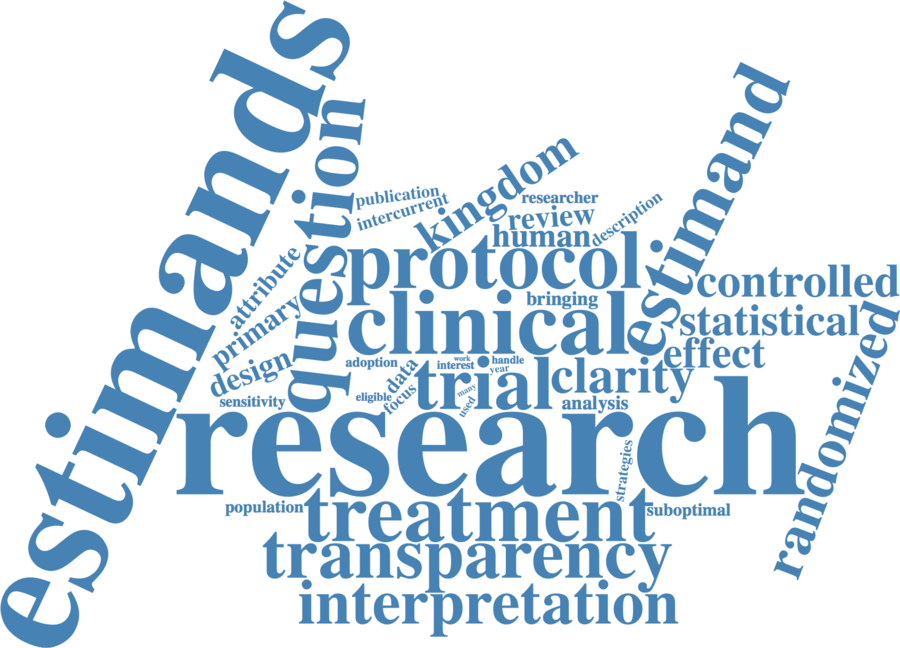 estimands
question
publication
intercurrent
kingdom
researcher
review
human
description
estimand
protocol
attribute
primary
design
sensitivity
clinical
bringing
controlled
statistical
effect
randomized
adoption
data
focus
eligible
work
interest
handle
year
many
used
trial
clarity
analysis
research
strategies
population
treatment
suboptimal
transparency
interpretation